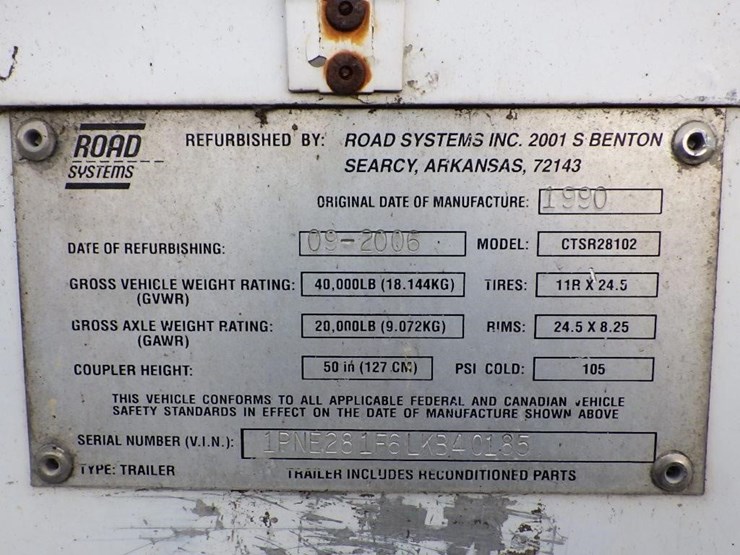 ROAD SYSTEMS
REFURBISHED BY: ROAD SYSTEMS INC. 2001 S BENTON
SEARCY, ARKANSAS, 72143
ORIGINAL DATE OF MANUFACTURE: 1990
DATE OF REFURBISHING: 09-2006 MODEL: CTSR28102
GROSS VEHICLE WEIGHT RATING: (GVWR) 40,000LB (18.144KG) TIRES: 11R X 24.5
GROSS AXLE WEIGHT RATING: (GAWR) 20,000LB (9.072KG) RIMS: 24.5 X 8.25
COUPLER HEIGHT: 50 in (127 CM) PSI COLD: 105
THIS VEHICLE CONFORMS TO ALL APPLICABLE FEDERAL AND CANADIAN VEHICLE
SAFETY STANDARDS IN EFFECT ON THE DATE OF MANUFACTURE SHOWN ABOVE
SERIAL NUMBER (V.I.N.): 1PNE281F6LKB40185
TYPE: TRAILER TRAILER INCLUDES RECONDITIONED PARTS